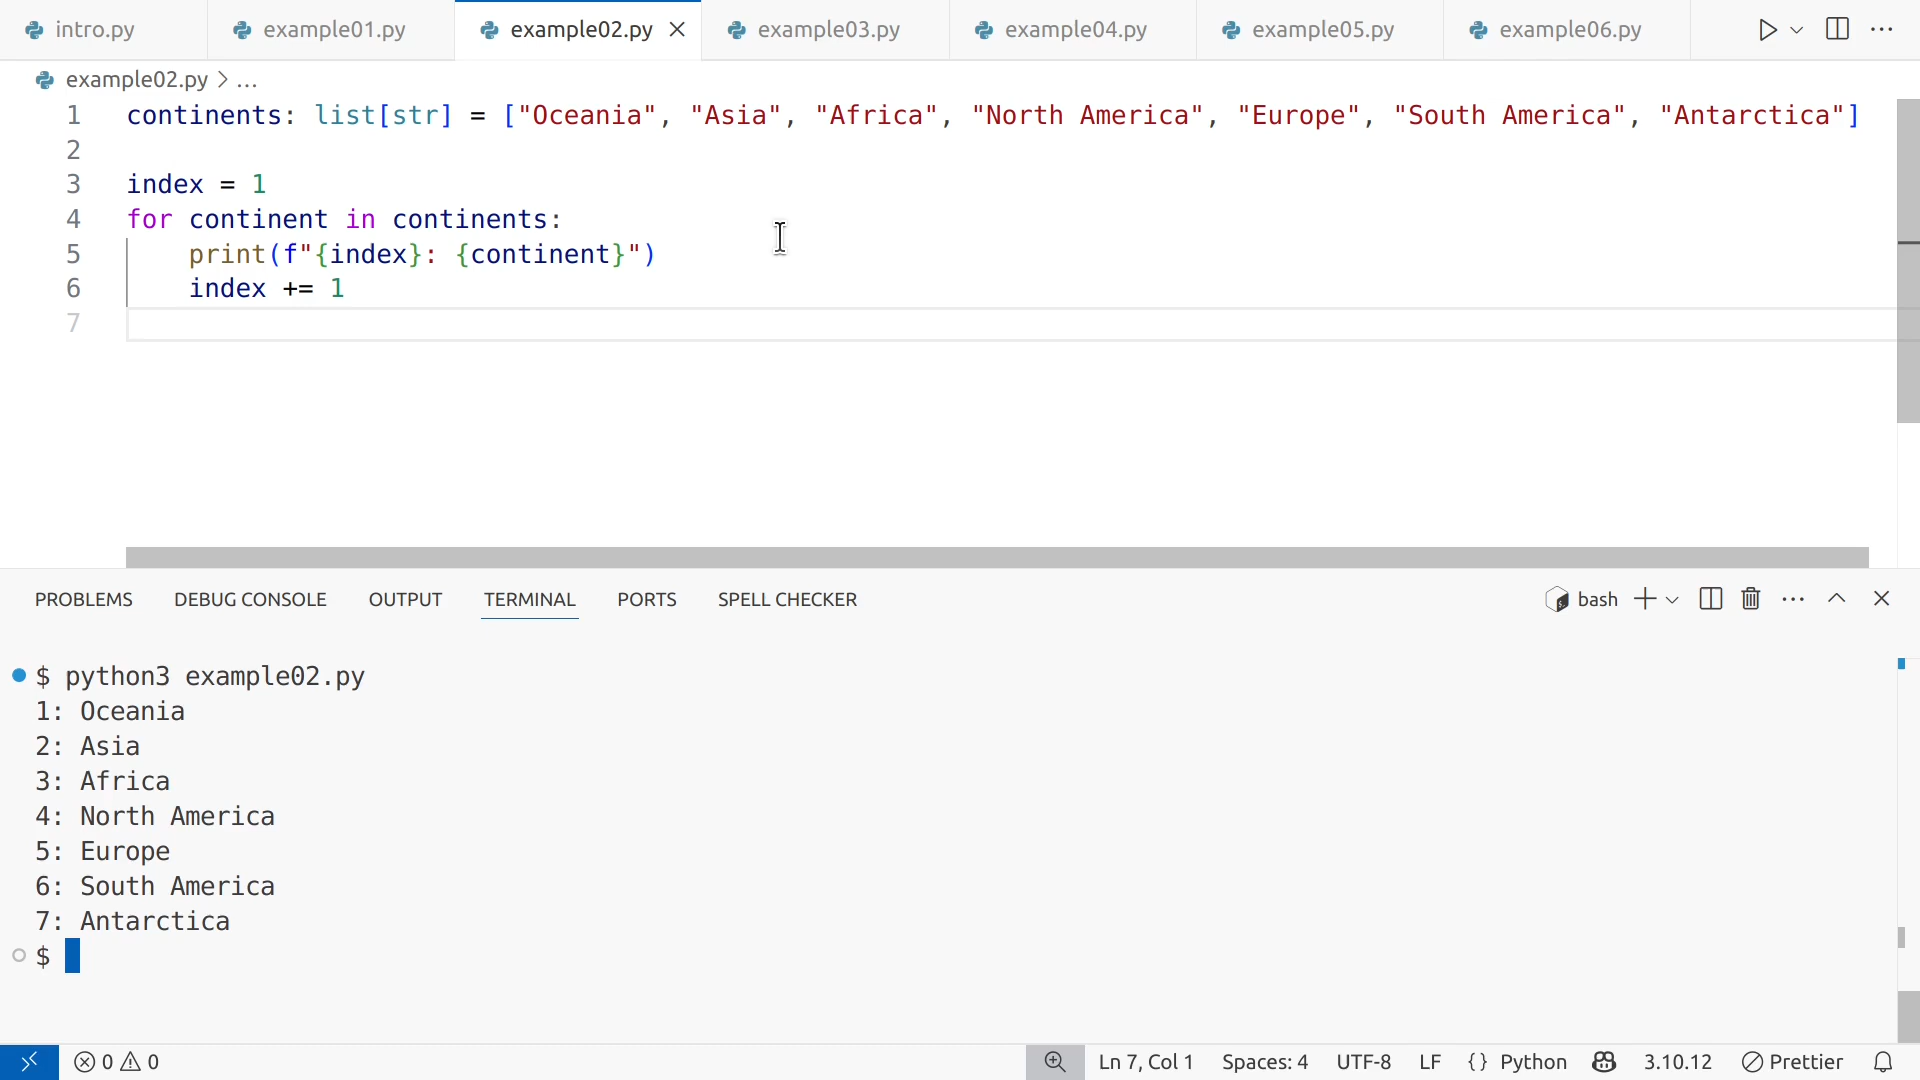 intro.py example01.py example02.py example03.py example04.py example05.py example06.py
example02.py > ...
1 continents: list[str] = ["Oceania", "Asia", "Africa", "North America", "Europe", "South America", "Antarctica"]
2
3 index = 1
4 for continent in continents:
5     print(f"{index}: {continent}")
6     index += 1
7
PROBLEMS DEBUG CONSOLE OUTPUT TERMINAL PORTS SPELL CHECKER bash
$ python3 example02.py
1: Oceania
2: Asia
3: Africa
4: North America
5: Europe
6: South America
7: Antarctica
$
0 0 Ln 7, Col 1 Spaces: 4 UTF-8 LF {} Python 3.10.12 Prettier